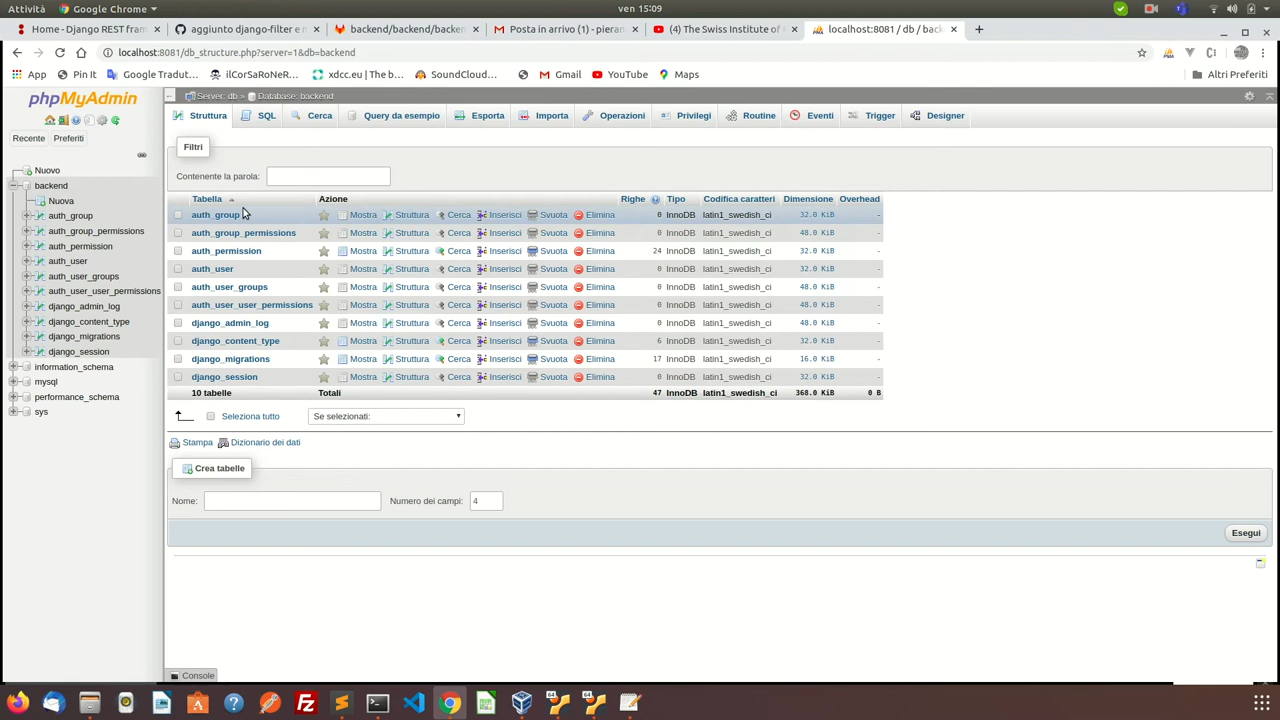 Attività Google Chrome ven 15:09
Home - Django REST fram aggiunto django-filter e n backend/backend/backen Posta in arrivo (1) - pieran (4) The Swiss Institute of localhost:8081 / db / back
localhost:8081/db_structure.php?server=1&db=backend
App Pin It Google Tradut... ilCorSaRoNeR... xdcc.eu | The b... SoundCloud... Gmail YouTube Maps Altri Preferiti
phpMyAdmin
Recente Preferiti
Nuovo
backend
Nuova
auth_group
auth_group_permissions
auth_permission
auth_user
auth_user_groups
auth_user_user_permissions
django_admin_log
django_content_type
django_migrations
django_session
information_schema
mysql
performance_schema
sys
Server: db » Database: backend
Struttura SQL Cerca Query da esempio Esporta Importa Operazioni Privilegi Routine Eventi Trigger Designer
Filtri
Contenente la parola:
Tabella Azione Righe Tipo Codifica caratteri Dimensione Overhead
auth_group Mostra Struttura Cerca Inserisci Svuota Elimina 0 InnoDB latin1_swedish_ci 32.0 KiB -
auth_group_permissions Mostra Struttura Cerca Inserisci Svuota Elimina 0 InnoDB latin1_swedish_ci 48.0 KiB -
auth_permission Mostra Struttura Cerca Inserisci Svuota Elimina 24 InnoDB latin1_swedish_ci 32.0 KiB -
auth_user Mostra Struttura Cerca Inserisci Svuota Elimina 0 InnoDB latin1_swedish_ci 32.0 KiB -
auth_user_groups Mostra Struttura Cerca Inserisci Svuota Elimina 0 InnoDB latin1_swedish_ci 48.0 KiB -
auth_user_user_permissions Mostra Struttura Cerca Inserisci Svuota Elimina 0 InnoDB latin1_swedish_ci 48.0 KiB -
django_admin_log Mostra Struttura Cerca Inserisci Svuota Elimina 0 InnoDB latin1_swedish_ci 48.0 KiB -
django_content_type Mostra Struttura Cerca Inserisci Svuota Elimina 6 InnoDB latin1_swedish_ci 32.0 KiB -
django_migrations Mostra Struttura Cerca Inserisci Svuota Elimina 17 InnoDB latin1_swedish_ci 16.0 KiB -
django_session Mostra Struttura Cerca Inserisci Svuota Elimina 0 InnoDB latin1_swedish_ci 32.0 KiB -
10 tabelle Totali 47 InnoDB latin1_swedish_ci 368.0 KiB 0 B
Seleziona tutto Se selezionati:
Stampa Dizionario dei dati
Crea tabelle
Nome: Numero dei campi: 4
Esegui
Console